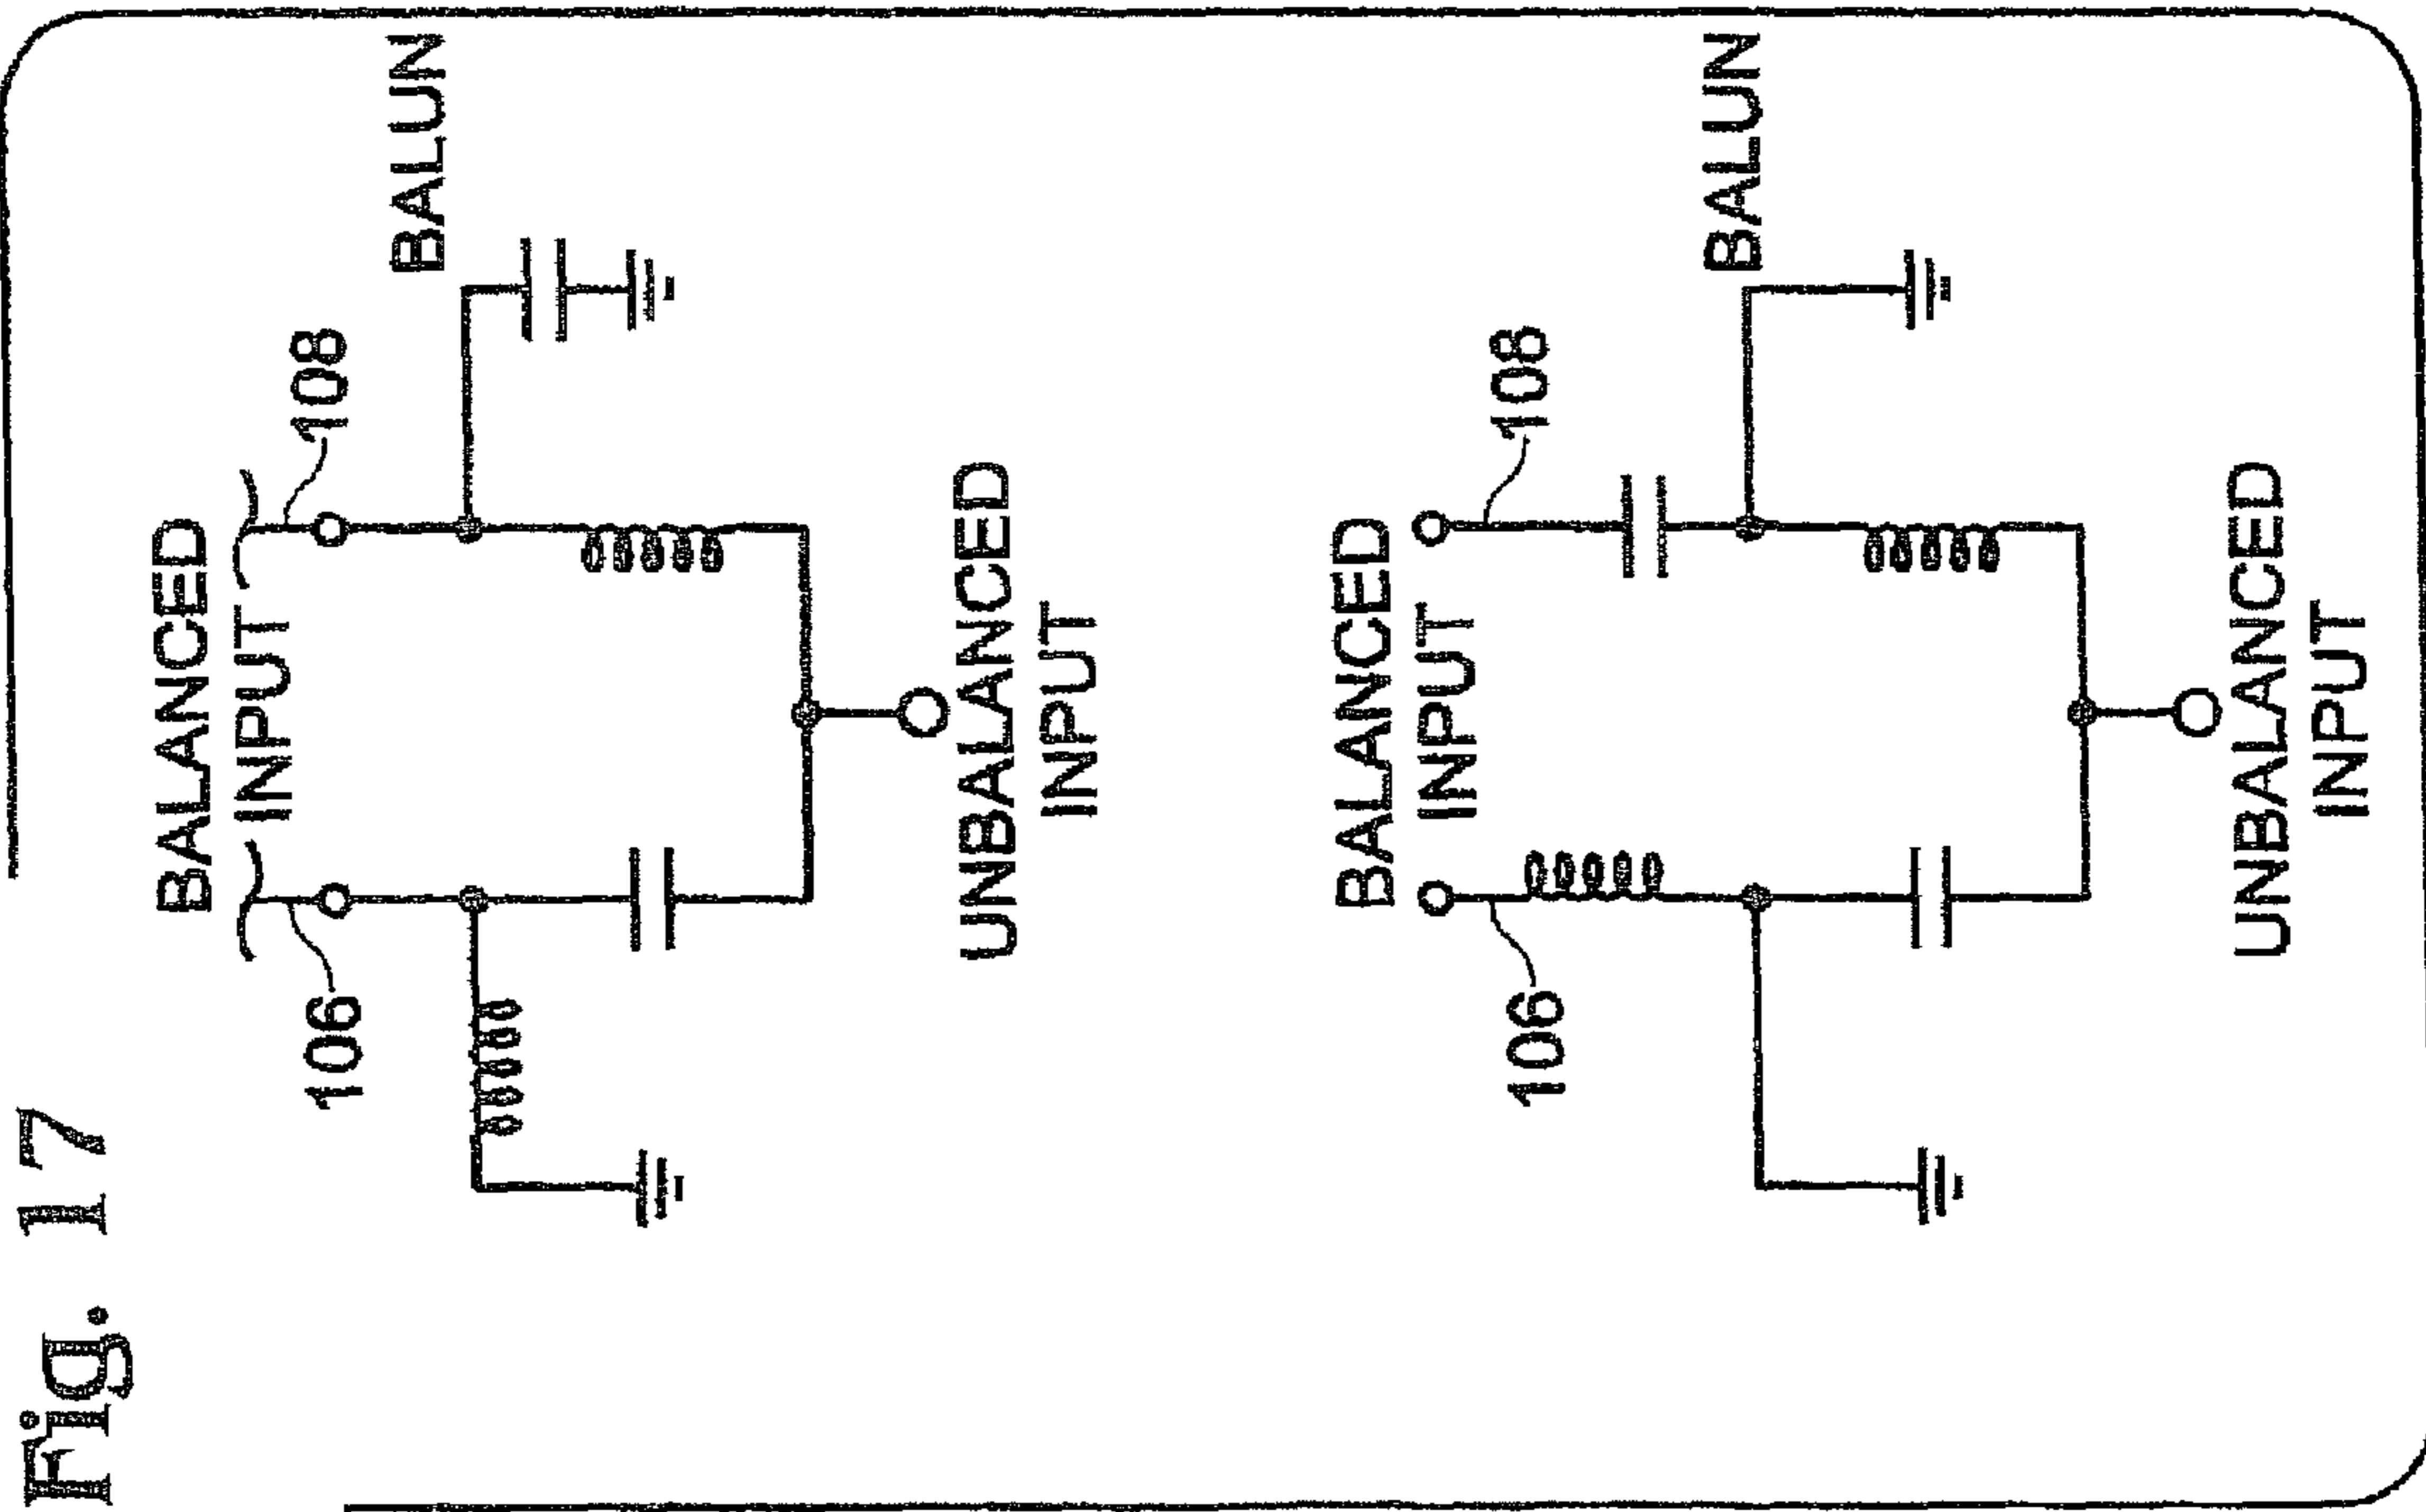 Fig. 17
BALANCED
INPUT
106
108
BALUN
UNBALANCED
INPUT
BALANCED
INPUT
106
108
BALUN
UNBALANCED
INPUT